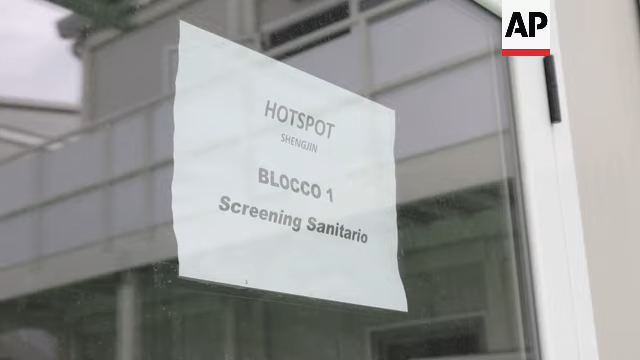 AP
HOTSPOT
SHENGJIN
BLOCCO 1
Screening Sanitario